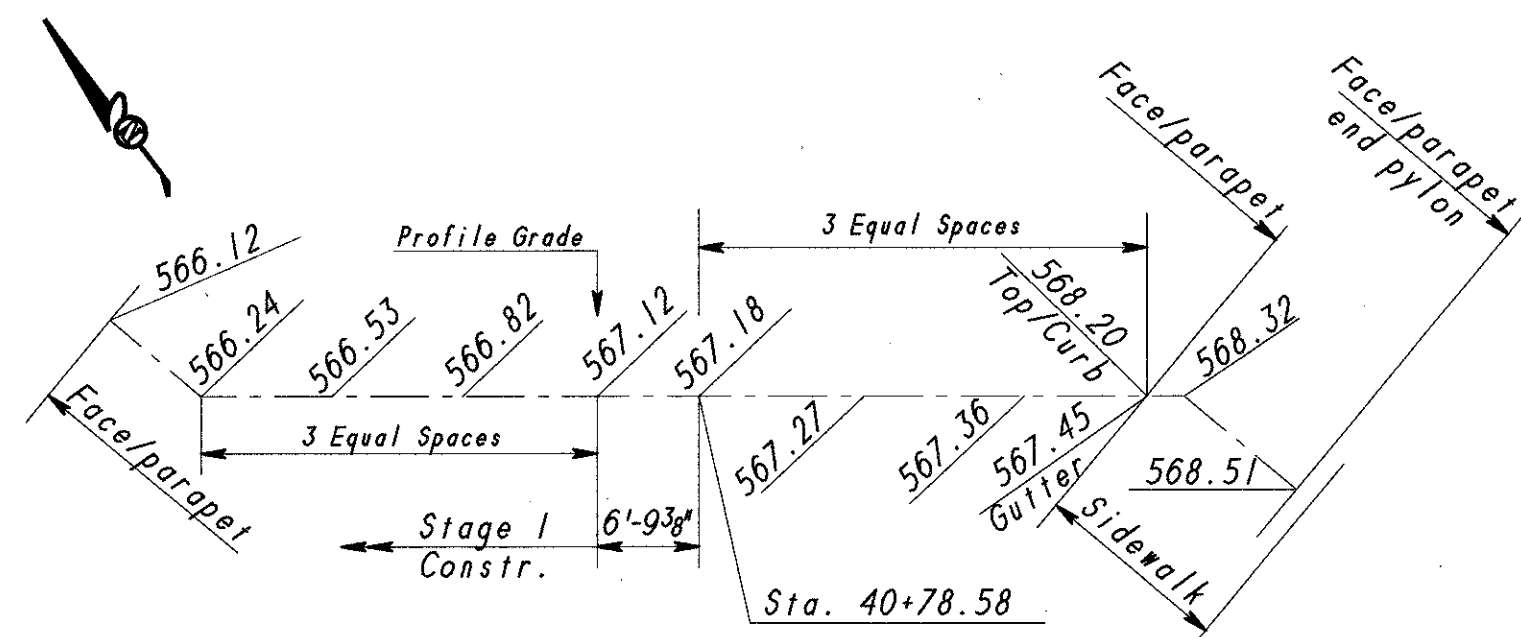 N
Face/parapet
Face/parapet
end pylon
566.12
Profile Grade
3 Equal Spaces
568.20
Top/Curb
566.24
566.53
566.82
567.12
567.18
568.32
Face/parapet
3 Equal Spaces
567.27
567.36
567.45
Gutter
568.51
Sidewalk
Stage 1
Constr.
6'-9 3/8"
Sta. 40+78.58